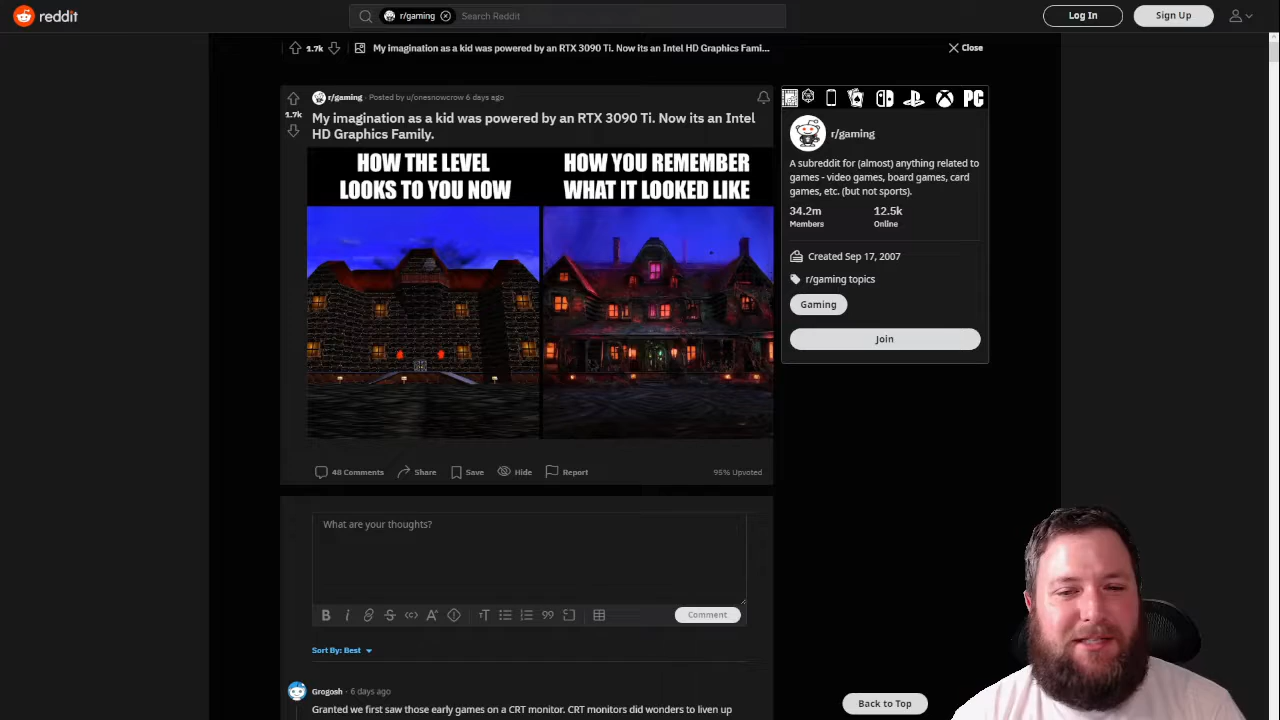 reddit
r/gaming
Search Reddit
Log In
Sign Up
1.7k
My imagination as a kid was powered by an RTX 3090 Ti. Now its an Intel HD Graphics Fami...
Close
r/gaming · Posted by u/onesnowcrow 6 days ago
1.7k
My imagination as a kid was powered by an RTX 3090 Ti. Now its an Intel
HD Graphics Family.
HOW THE LEVEL
LOOKS TO YOU NOW
HOW YOU REMEMBER
WHAT IT LOOKED LIKE
48 Comments
Share
Save
Hide
Report
95% Upvoted
What are your thoughts?
Comment
Sort By: Best
Grogosh · 6 days ago
Granted we first saw those early games on a CRT monitor. CRT monitors did wonders to liven up
PC
r/gaming
A subreddit for (almost) anything related to
games - video games, board games, card
games, etc. (but not sports).
34.2m
Members
12.5k
Online
Created Sep 17, 2007
r/gaming topics
Gaming
Join
Back to Top